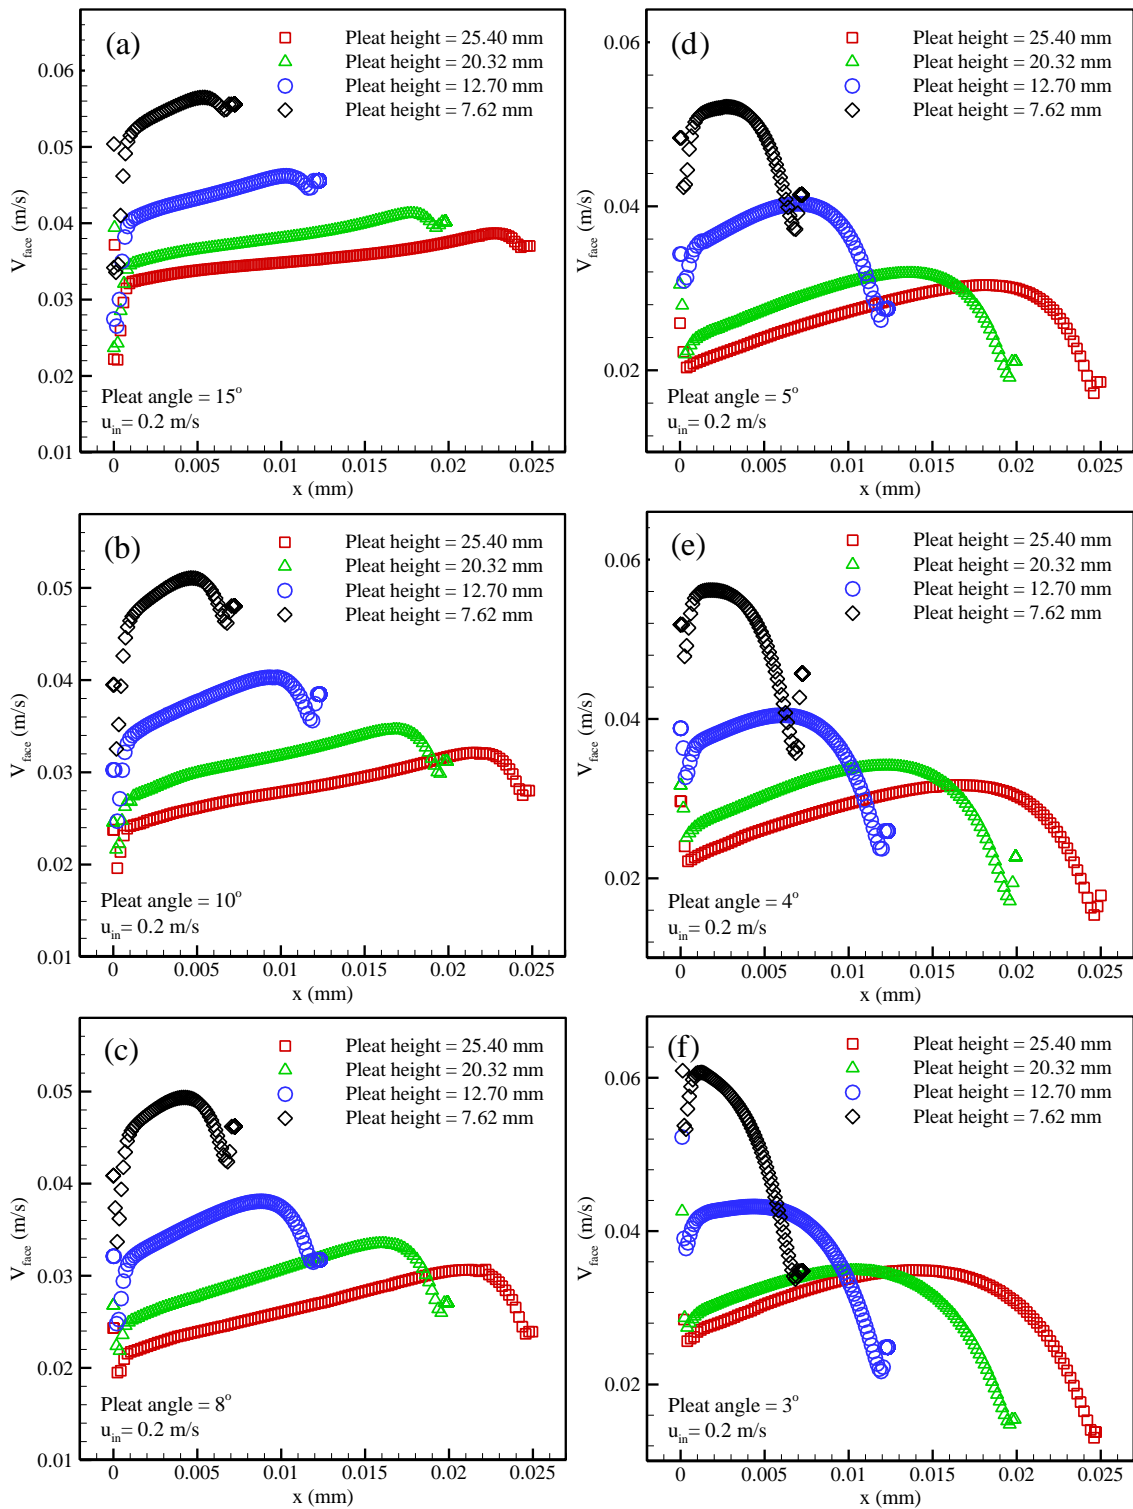 (a)
Pleat height = 25.40 mm
Pleat height = 20.32 mm
Pleat height = 12.70 mm
Pleat height = 7.62 mm
0.06
0.05
0.04
0.03
0.02
0.01
V_face (m/s)
Pleat angle = 15°
u_in = 0.2 m/s
0 0.005 0.01 0.015 0.02 0.025
x (mm)
(d)
Pleat height = 25.40 mm
Pleat height = 20.32 mm
Pleat height = 12.70 mm
Pleat height = 7.62 mm
0.06
0.04
0.02
V_face (m/s)
Pleat angle = 5°
u_in = 0.2 m/s
0 0.005 0.01 0.015 0.02 0.025
x (mm)
(b)
Pleat height = 25.40 mm
Pleat height = 20.32 mm
Pleat height = 12.70 mm
Pleat height = 7.62 mm
0.05
0.04
0.03
0.02
0.01
V_face (m/s)
Pleat angle = 10°
u_in = 0.2 m/s
0 0.005 0.01 0.015 0.02 0.025
x (mm)
(e)
Pleat height = 25.40 mm
Pleat height = 20.32 mm
Pleat height = 12.70 mm
Pleat height = 7.62 mm
0.06
0.04
0.02
V_face (m/s)
Pleat angle = 4°
u_in = 0.2 m/s
0 0.005 0.01 0.015 0.02 0.025
x (mm)
(c)
Pleat height = 25.40 mm
Pleat height = 20.32 mm
Pleat height = 12.70 mm
Pleat height = 7.62 mm
0.05
0.04
0.03
0.02
0.01
V_face (m/s)
Pleat angle = 8°
u_in = 0.2 m/s
0 0.005 0.01 0.015 0.02 0.025
x (mm)
(f)
Pleat height = 25.40 mm
Pleat height = 20.32 mm
Pleat height = 12.70 mm
Pleat height = 7.62 mm
0.06
0.04
0.02
V_face (m/s)
Pleat angle = 3°
u_in = 0.2 m/s
0 0.005 0.01 0.015 0.02 0.025
x (mm)